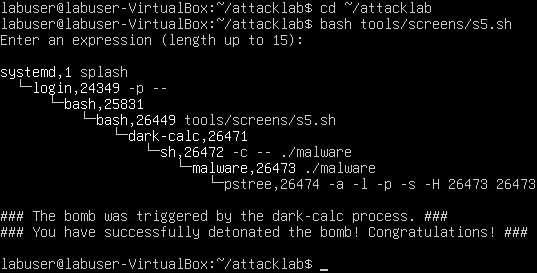 labuser@labuser-VirtualBox:~/attacklab$ cd ~/attacklab
labuser@labuser-VirtualBox:~/attacklab$ bash tools/screens/s5.sh
Enter an expression (length up to 15):
systemd,1 splash
└─login,24349 -p --
└─bash,25831
└─bash,26449 tools/screens/s5.sh
└─dark-calc,26471
└─sh,26472 -c -- ./malware
└─malware,26473 ./malware
└─pstree,26474 -a -l -p -s -H 26473 26473
### The bomb was triggered by the dark-calc process. ###
### You have successfully detonated the bomb! Congratulations! ###
labuser@labuser-VirtualBox:~/attacklab$ _